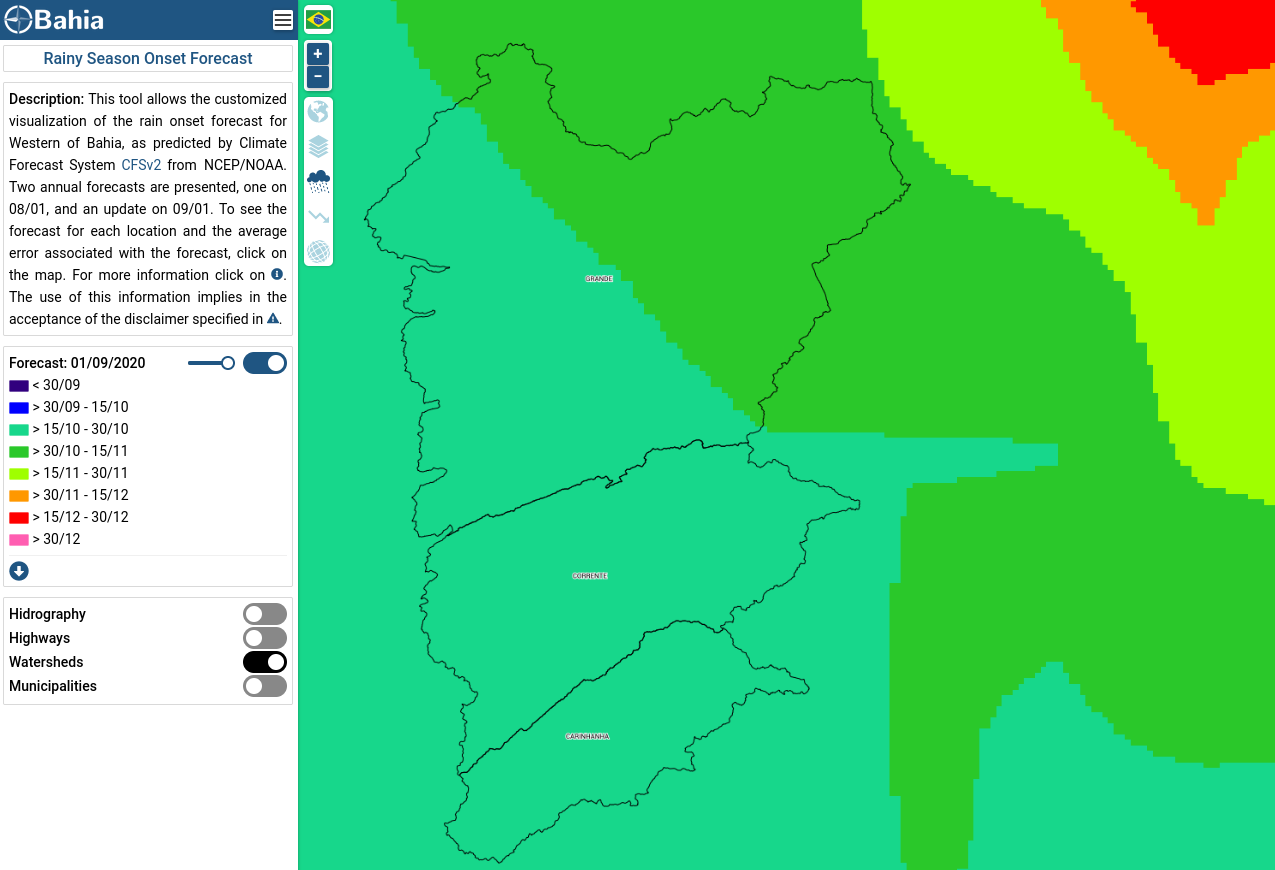 Bahia
Rainy Season Onset Forecast
Description: This tool allows the customized
visualization of the rain onset forecast for
Western of Bahia, as predicted by Climate
Forecast System CFSv2 from NCEP/NOAA.
Two annual forecasts are presented, one on
08/01, and an update on 09/01. To see the
forecast for each location and the average
error associated with the forecast, click on
the map. For more information click on .
The use of this information implies in the
acceptance of the disclaimer specified in .
Forecast: 01/09/2020
< 30/09
> 30/09 - 15/10
> 15/10 - 30/10
> 30/10 - 15/11
> 15/11 - 30/11
> 30/11 - 15/12
> 15/12 - 30/12
> 30/12
Hidrography
Highways
Watersheds
Municipalities
+
−
GRANDE
CORRENTE
CARINHANHA